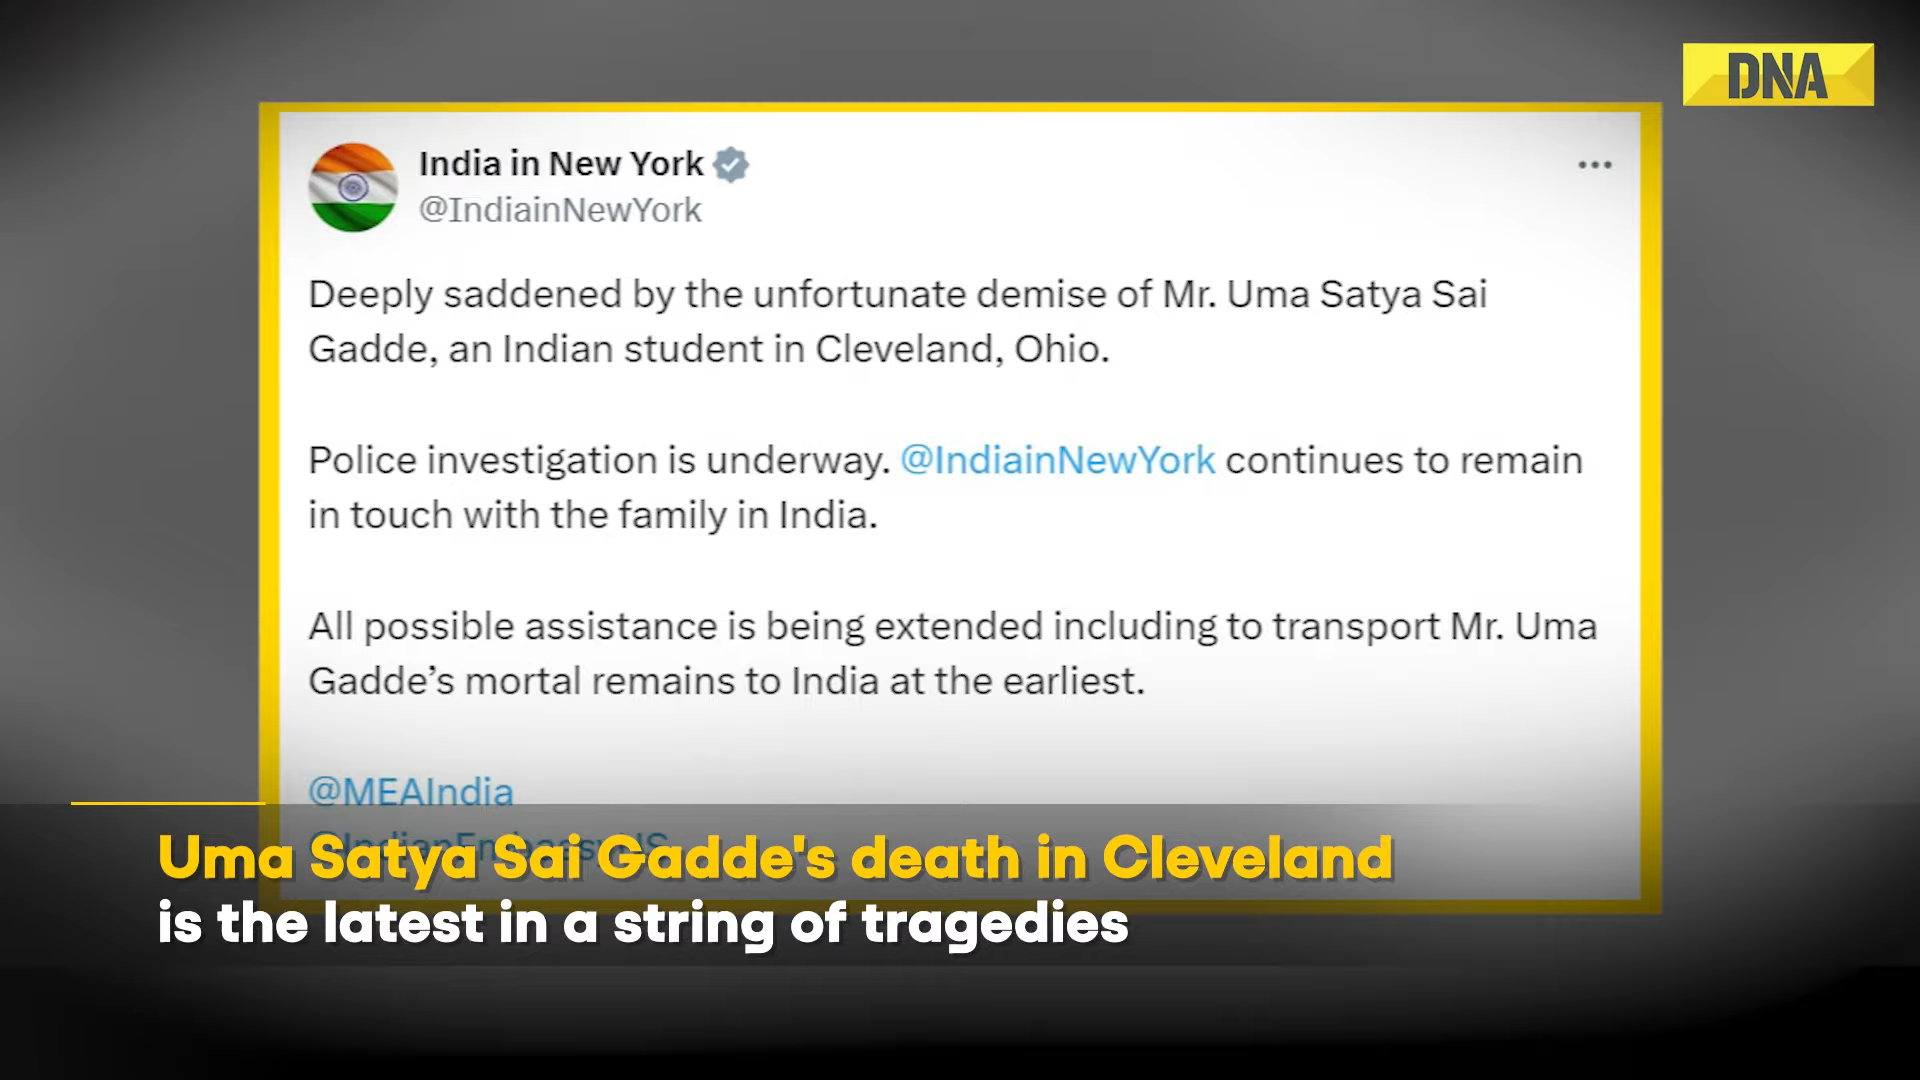 DNA
India in New York
@IndiainNewYork
Deeply saddened by the unfortunate demise of Mr. Uma Satya Sai
Gadde, an Indian student in Cleveland, Ohio.
Police investigation is underway. @IndiainNewYork continues to remain
in touch with the family in India.
All possible assistance is being extended including to transport Mr. Uma
Gadde’s mortal remains to India at the earliest.
@MEAIndia
@IndianEmbassyUS
Uma Satya Sai Gadde's death in Cleveland
is the latest in a string of tragedies